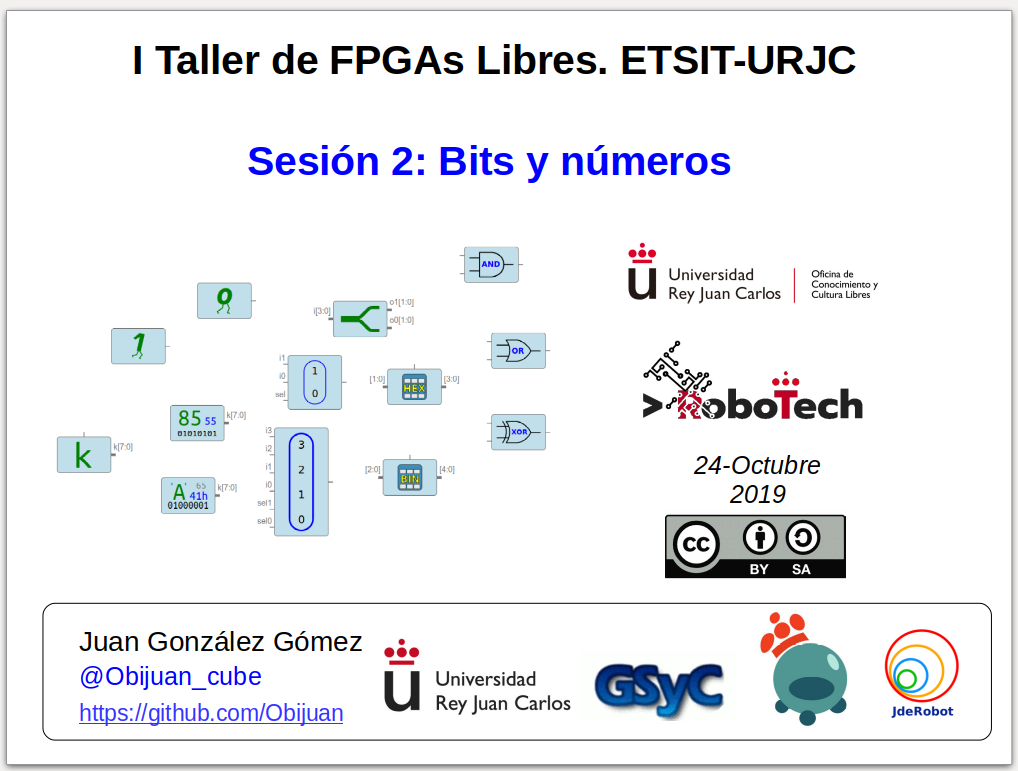 I Taller de FPGAs Libres. ETSIT-URJC
Sesión 2: Bits y números
AND
0
i[3:0]
o1[1:0]
o0[1:0]
1
OR
i1
i0
sel
1
0
[1:0]
HEX
[3:0]
85 55
01010101
k[7:0]
XOR
k
k[7:0]
i3
i2
i1
i0
sel1
sel0
3
2
1
0
[2:0]
BIN
[4:0]
'A' 65
41h
01000001
k[7:0]
Universidad
Rey Juan Carlos
Oficina de
Conocimiento y
Cultura Libres
>RoboTech
24-Octubre
2019
cc
BY SA
Juan González Gómez
@Obijuan_cube
https://github.com/Obijuan
u
Universidad
Rey Juan Carlos
GSyC
JdeRobot